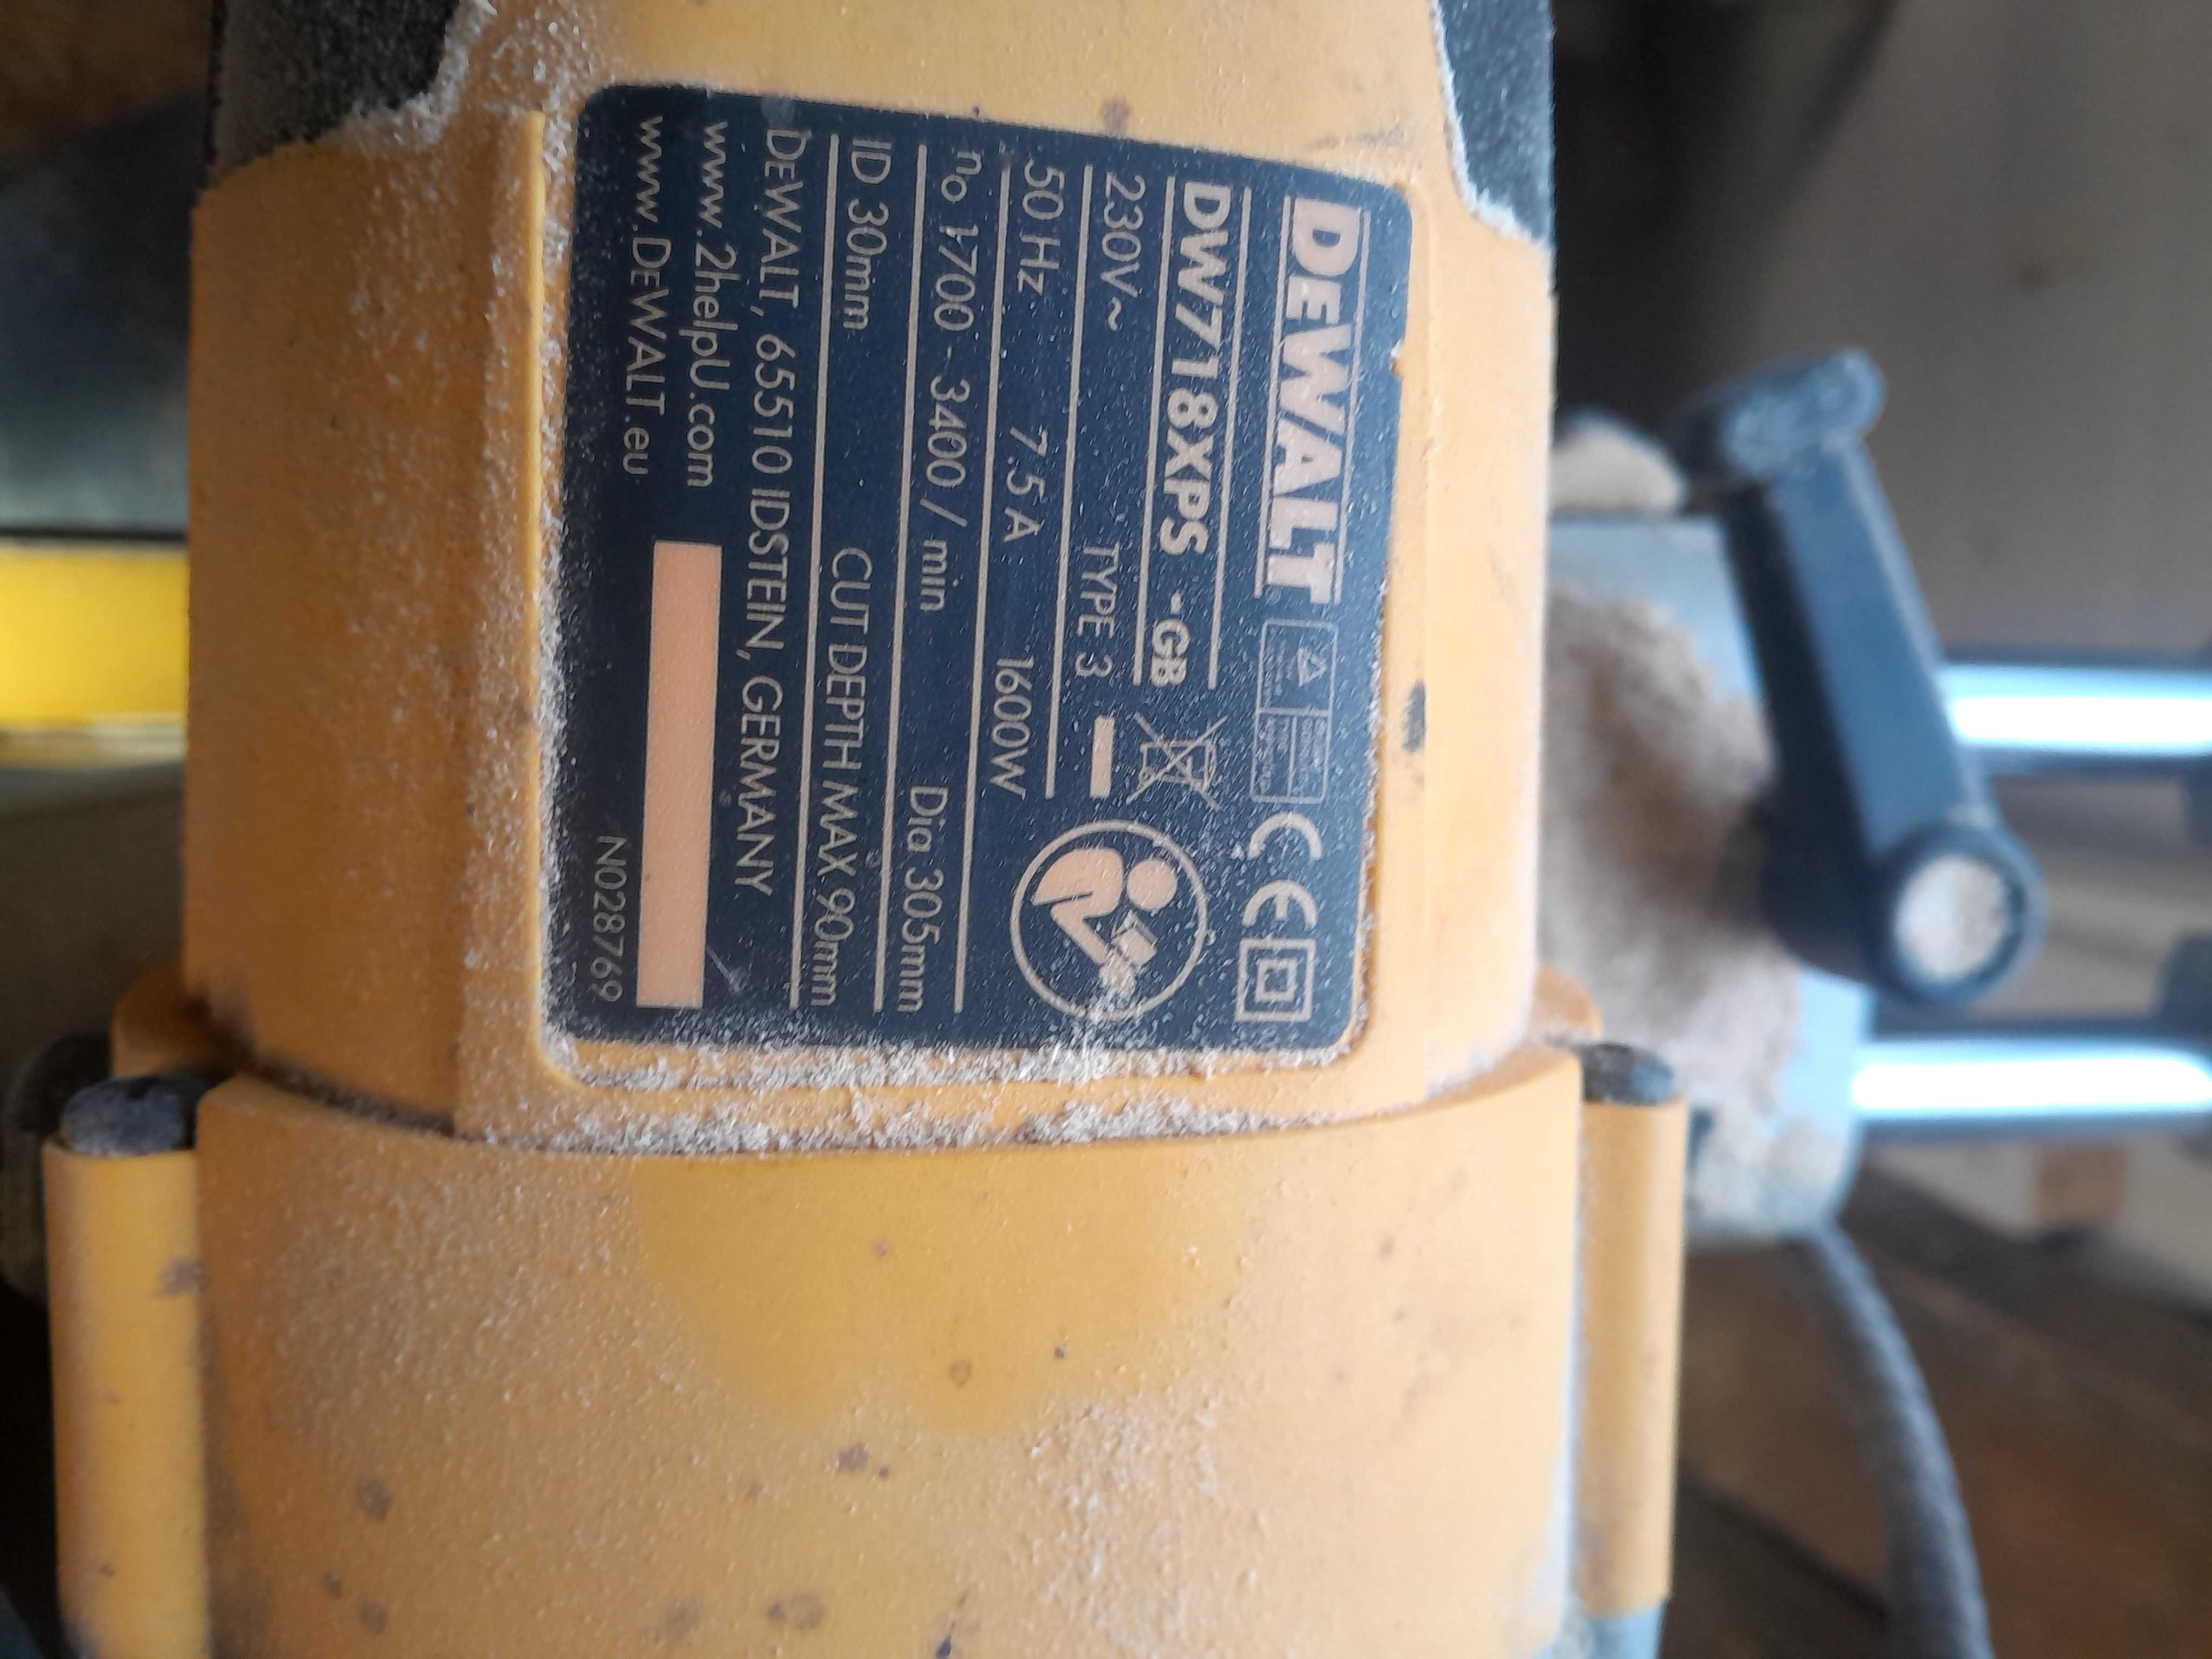 DEWALT
DW718XPS -GB
230V~ TYPE 3
50 Hz 7.5 A 1600W
n₀ 1700 - 3400 / min Dia 305mm
ID 30mm CUT DEPTH MAX 90mm
DEWALT, 65510 IDSTEIN, GERMANY
www.2helpU.com
www.DEWALT.eu
N028769